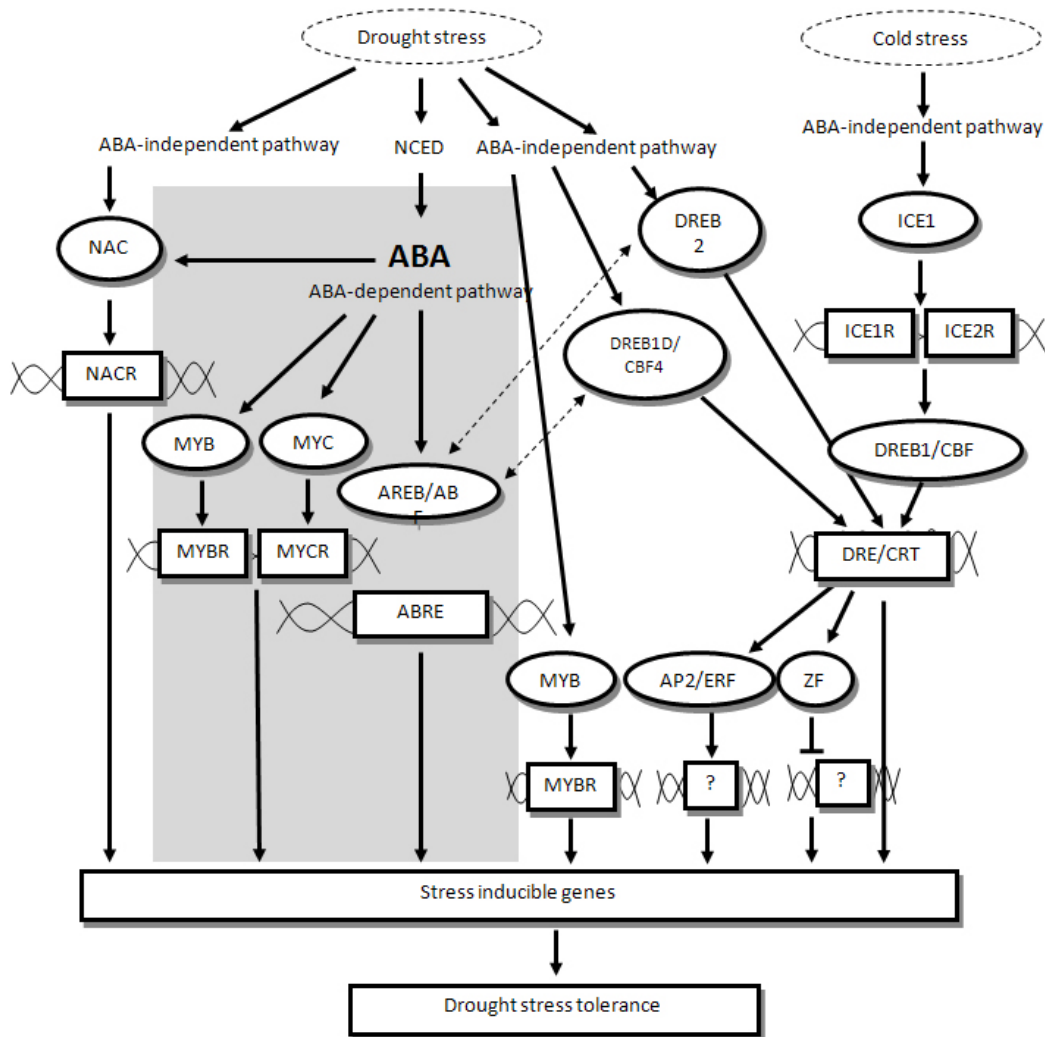 Drought stress
Cold stress
ABA-independent pathway
NCED
ABA-independent pathway
ABA-independent pathway
NAC
ABA
ABA-dependent pathway
DREB
2
ICE1
NACR
DREB1D/
CBF4
ICE1R
ICE2R
MYB
MYC
AREB/AB
F
DREB1/CBF
MYBR
MYCR
DRE/CRT
ABRE
MYB
AP2/ERF
ZF
MYBR
?
?
Stress inducible genes
Drought stress tolerance